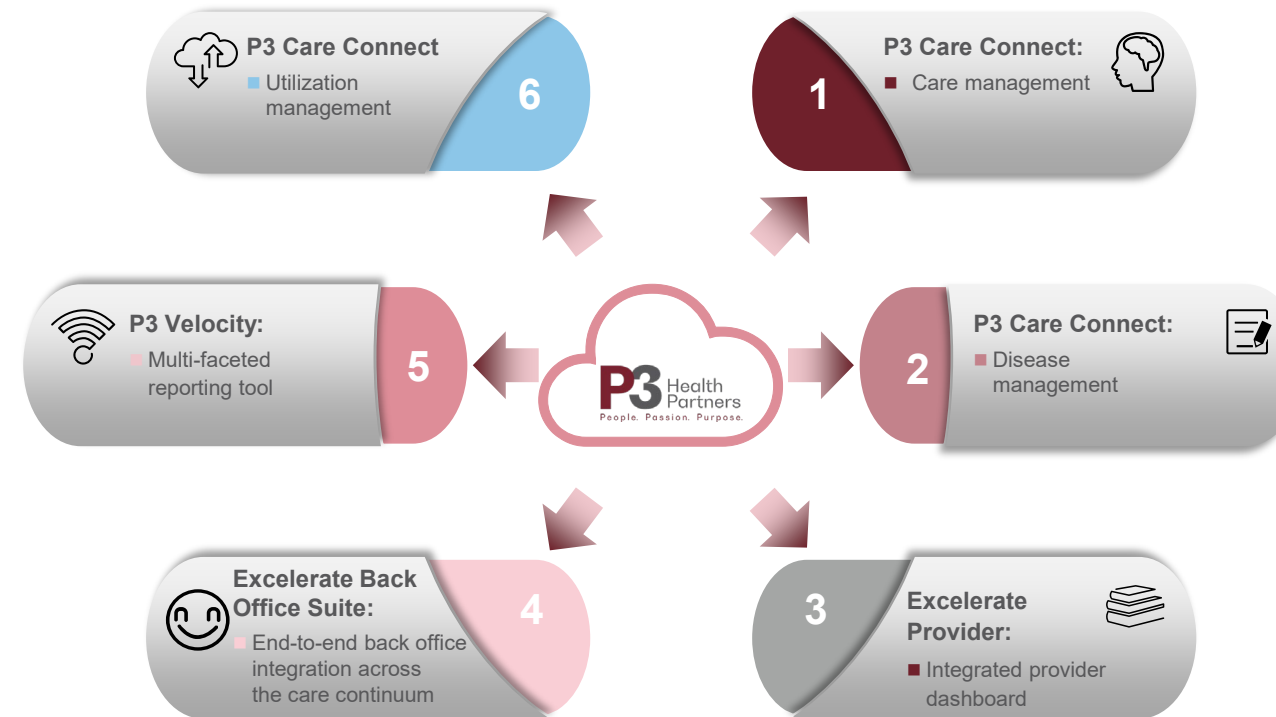 P3 Care Connect
Utilization
management
6
1
P3 Care Connect:
Care management
P3 Velocity:
Multi-faceted
reporting tool
5
P3 Health
Partners
People. Passion. Purpose.
2
P3 Care Connect:
Disease
management
Excelerate Back
Office Suite:
End-to-end back office
integration across
the care continuum
4
3
Excelerate
Provider:
Integrated provider
dashboard